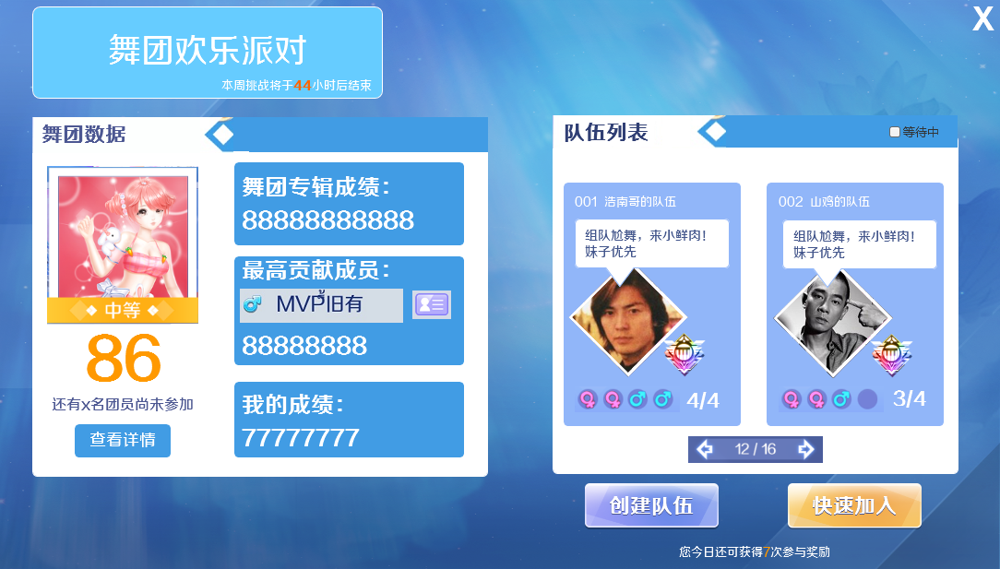 X
舞团欢乐派对
本周挑战将于44小时后结束
舞团数据
中等
86
还有x名团员尚未参加
查看详情
舞团专辑成绩：
88888888888
最高贡献成员：
MVP旧有
88888888
我的成绩：
77777777
队伍列表
等待中
001 浩南哥的队伍
组队尬舞，来小鲜肉！
妹子优先
4/4
002 山鸡的队伍
组队尬舞，来小鲜肉！
妹子优先
3/4
12 / 16
创建队伍
快速加入
您今日还可获得7次参与奖励